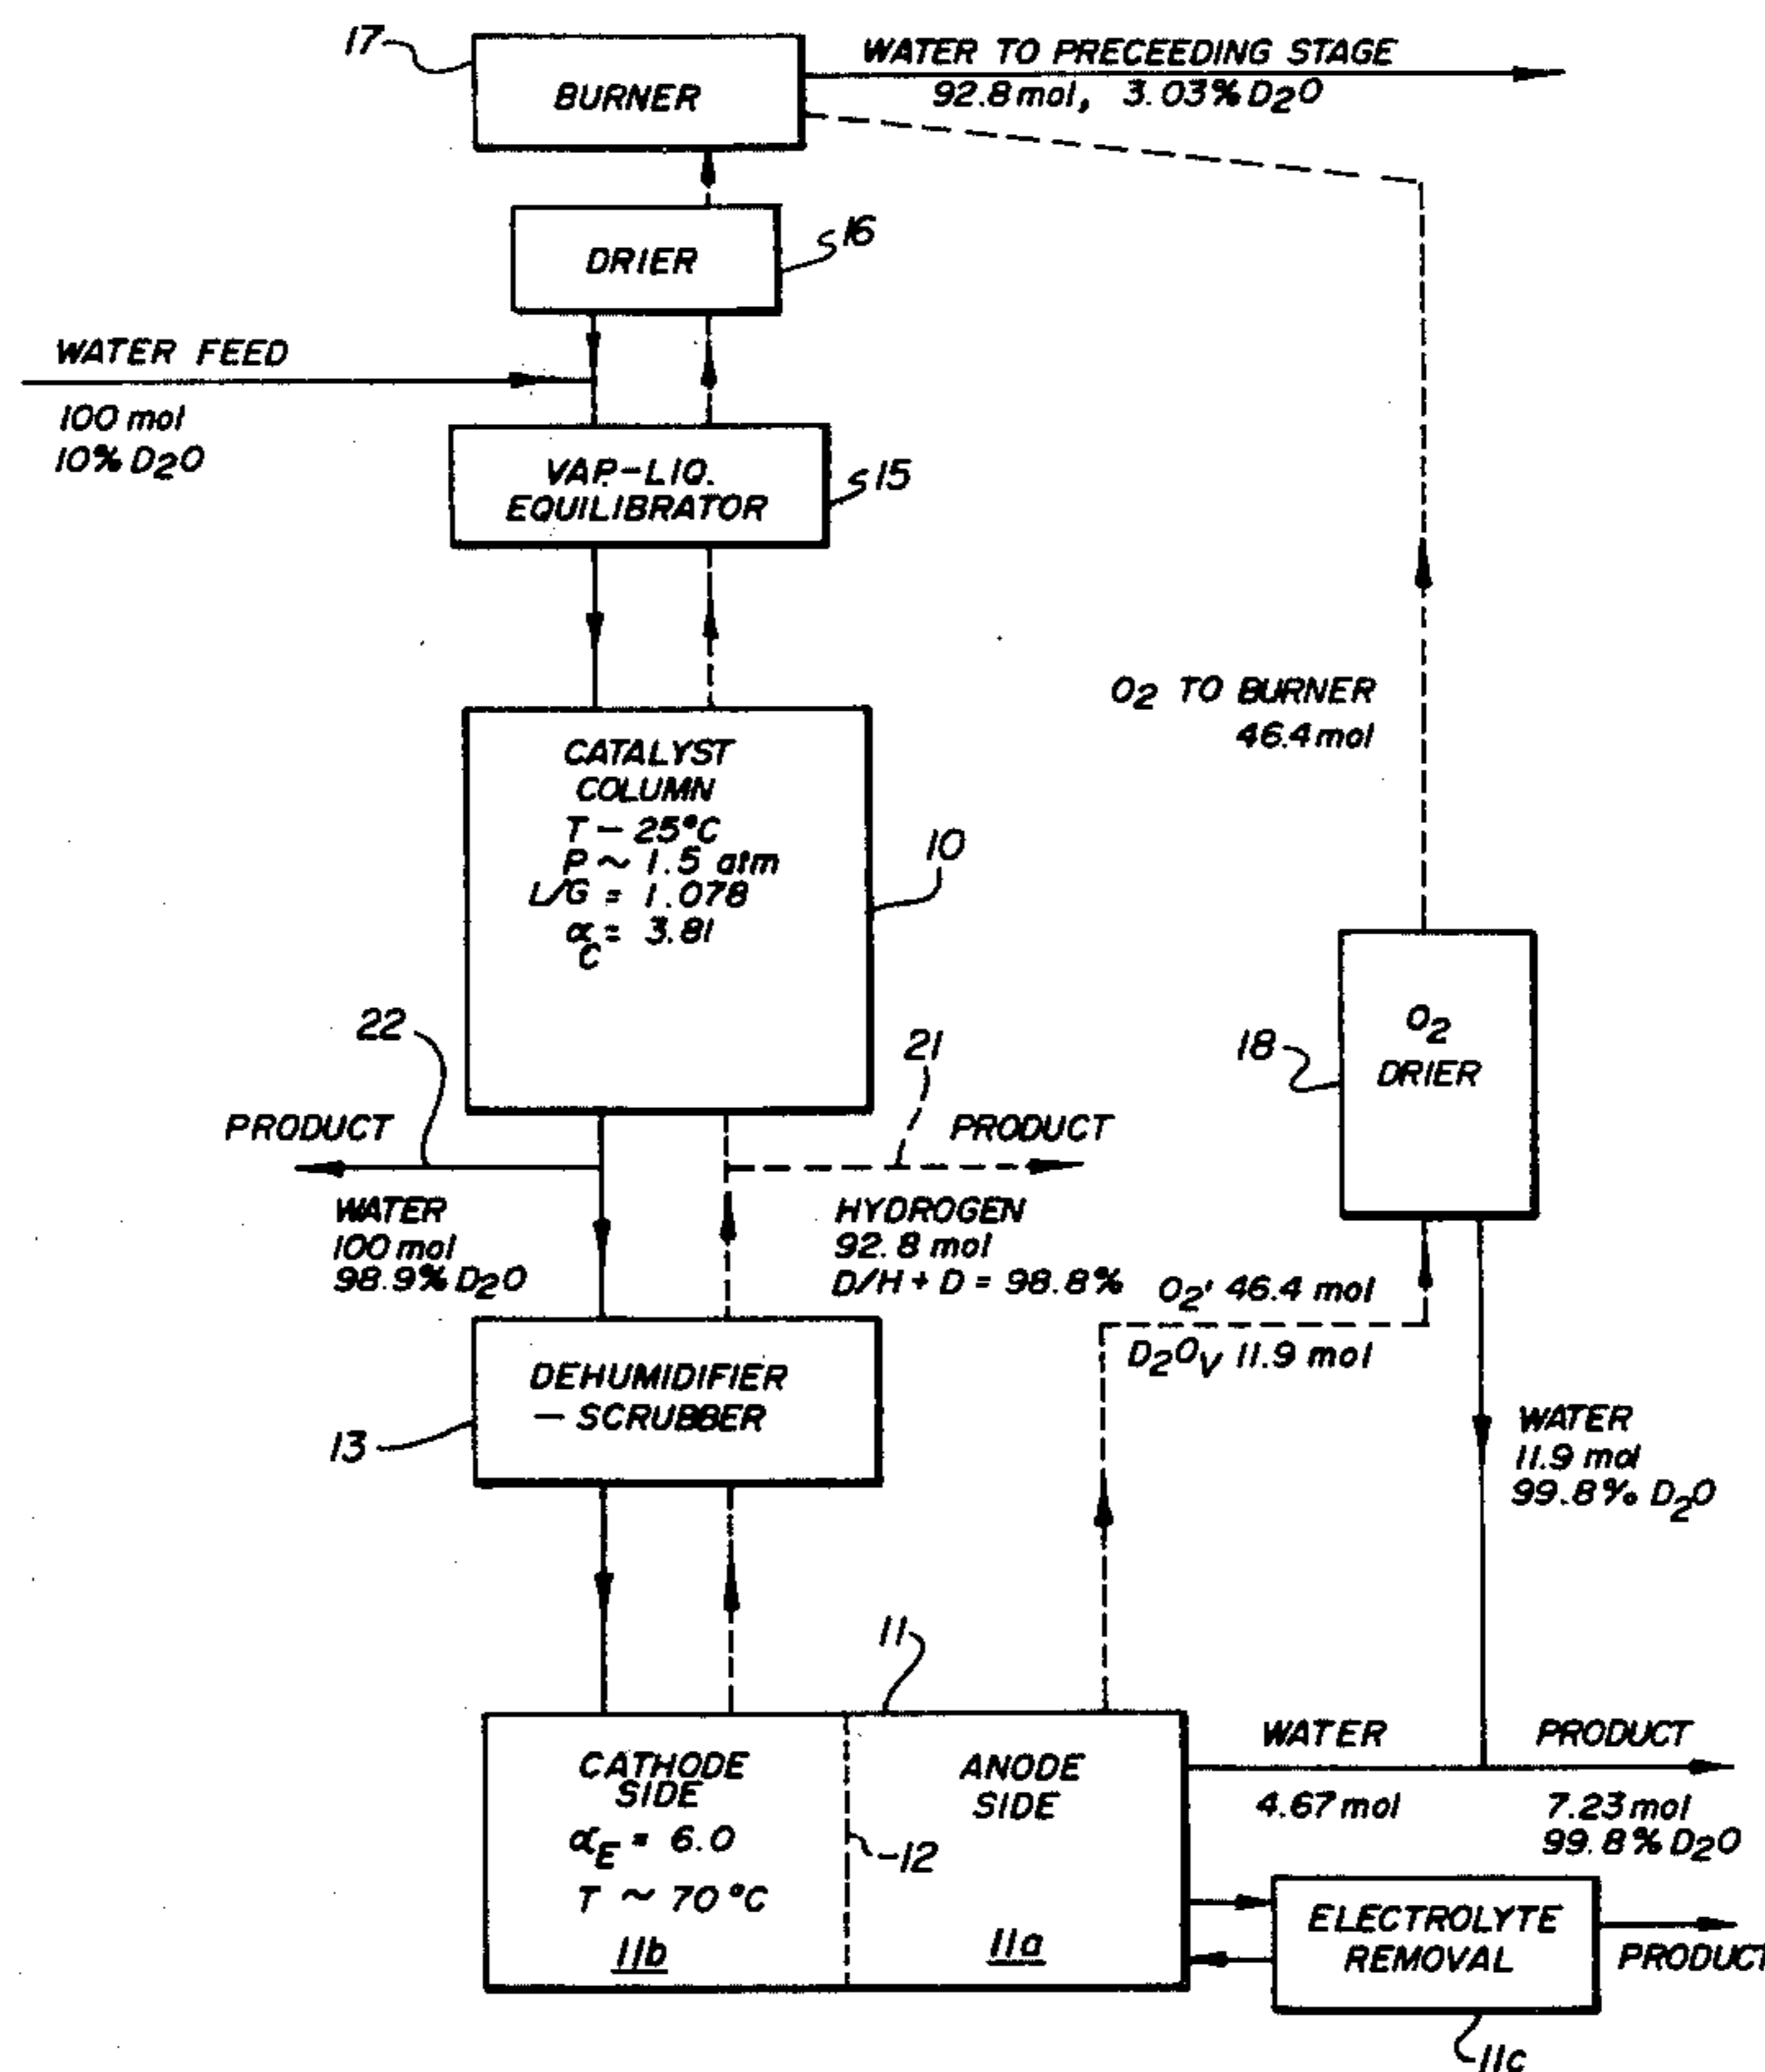 17
BURNER
WATER TO PRECEEDING STAGE
92.8 mol, 3.03% D2O
DRIER
16
WATER FEED
100 mol
10% D2O
VAP.-LIQ.
EQUILIBRATOR
15
O2 TO BURNER
46.4 mol
CATALYST
COLUMN
T – 25°C
P ~ 1.5 atm
L/G = 1.078
αC = 3.81
10
22
21
18
O2
DRIER
PRODUCT
PRODUCT
WATER
100 mol
98.9% D2O
HYDROGEN
92.8 mol
D/H + D = 98.8%
O2' 46.4 mol
D2OV 11.9 mol
DEHUMIDIFIER
– SCRUBBER
13
WATER
11.9 mol
99.8% D2O
11
CATHODE
SIDE
αE = 6.0
T ~ 70°C
11b
12
ANODE
SIDE
11a
WATER
4.67 mol
PRODUCT
7.23 mol
99.8% D2O
ELECTROLYTE
REMOVAL
PRODUCT
11c